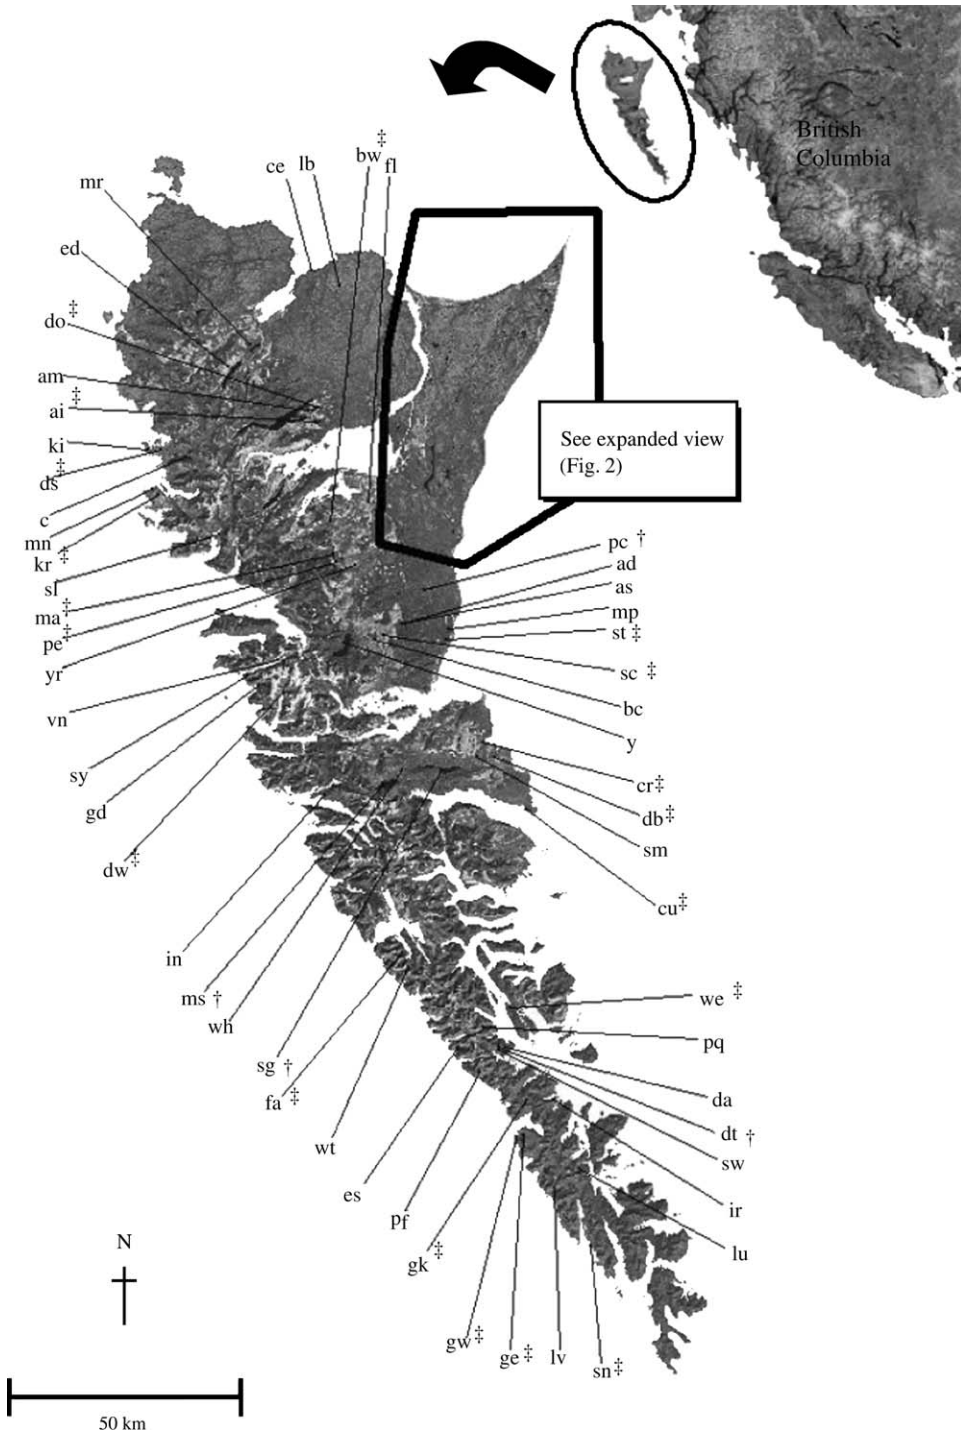 British
Columbia
bw‡
fl
ce
lb
mr
ed
do‡
am
ai‡
ki
ds‡
c
mn
kr‡
sl
ma‡
pe‡
yr
vn
sy
gd
dw‡
in
ms †
wh
sg †
fa‡
wt
es
pf
gk‡
gw‡
ge‡
lv
sn‡
See expanded view
(Fig. 2)
pc †
ad
as
mp
st ‡
sc ‡
bc
y
cr‡
db‡
sm
cu‡
we ‡
pq
da
dt †
sw
ir
lu
N
50 km